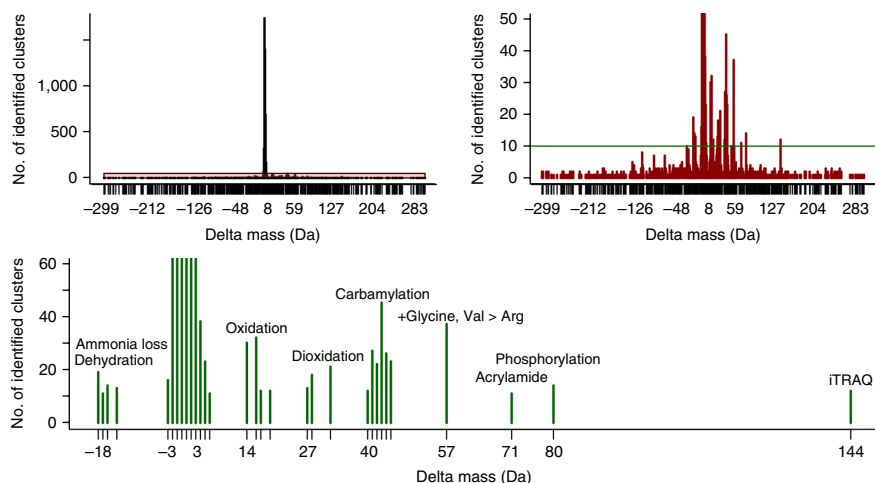 No. of identified clusters
1,000
500
0
−299 −212 −126 −48 8 59 127 204 283
Delta mass (Da)
No. of identified clusters
50
40
30
20
10
0
−299 −212 −126 −48 8 59 127 204 283
Delta mass (Da)
No. of identified clusters
60
40
20
0
Ammonia loss
Dehydration
Oxidation
Dioxidation
Carbamylation
+Glycine, Val > Arg
Phosphorylation
Acrylamide
iTRAQ
−18 −3 3 14 27 40 57 71 80 144
Delta mass (Da)